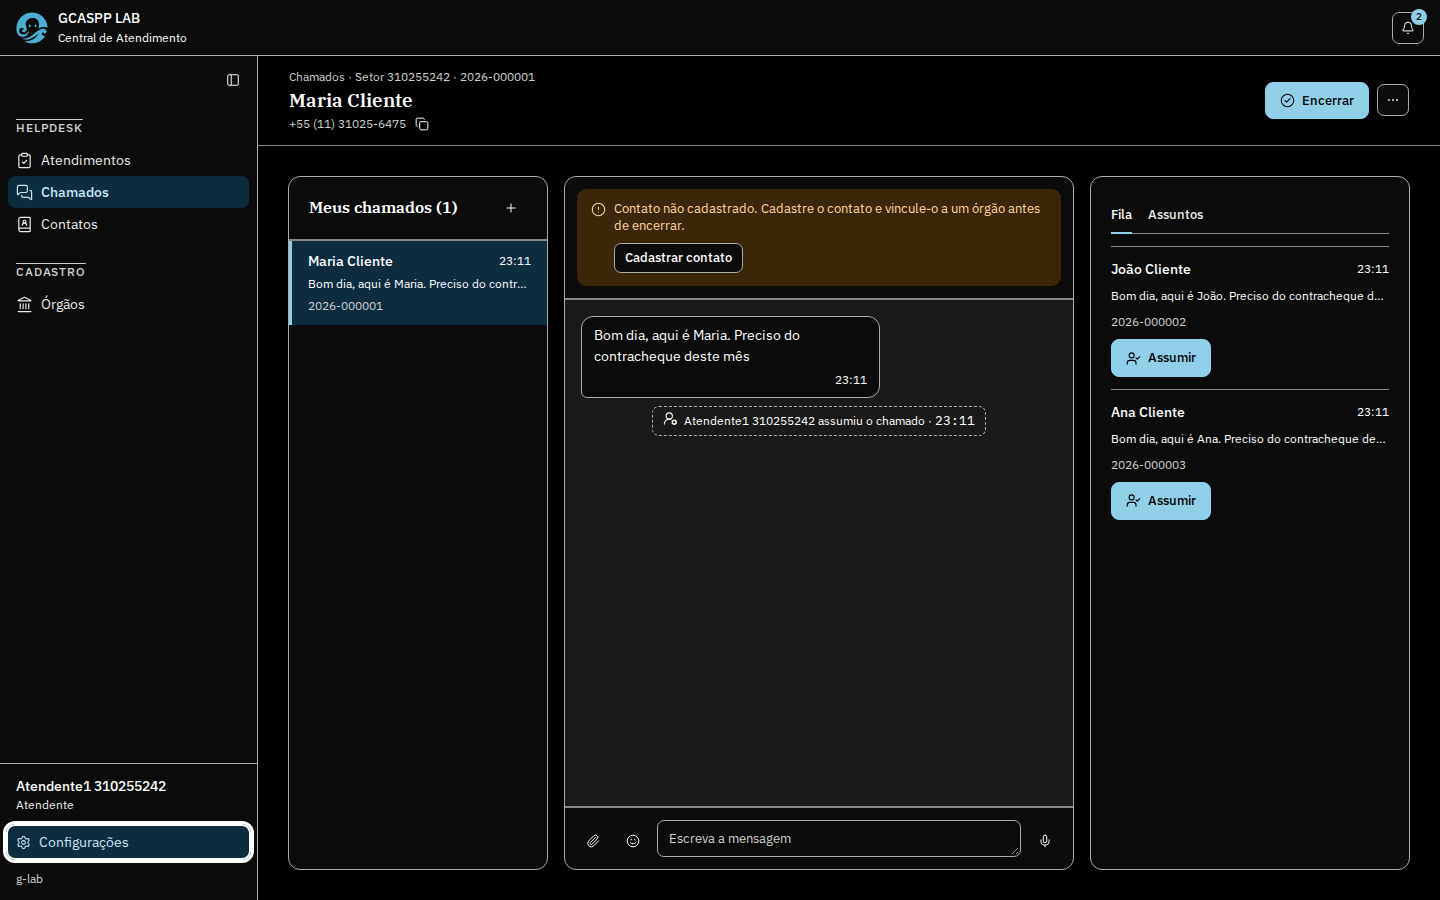 GCASPP LAB
Central de Atendimento
2
HELPDESK
Atendimentos
Chamados
Contatos
CADASTRO
Órgãos
Atendente1 310255242
Atendente
Configurações
g-lab
Chamados · Setor 310255242 · 2026-000001
Maria Cliente
+55 (11) 31025-6475
Encerrar
Meus chamados (1)
Maria Cliente 23:11
Bom dia, aqui é Maria. Preciso do contr...
2026-000001
Contato não cadastrado. Cadastre o contato e vincule-o a um órgão antes
de encerrar.
Cadastrar contato
Bom dia, aqui é Maria. Preciso do
contracheque deste mês
23:11
Atendente1 310255242 assumiu o chamado · 23:11
Escreva a mensagem
Fila Assuntos
João Cliente 23:11
Bom dia, aqui é João. Preciso do contracheque d...
2026-000002
Assumir
Ana Cliente 23:11
Bom dia, aqui é Ana. Preciso do contracheque de...
2026-000003
Assumir